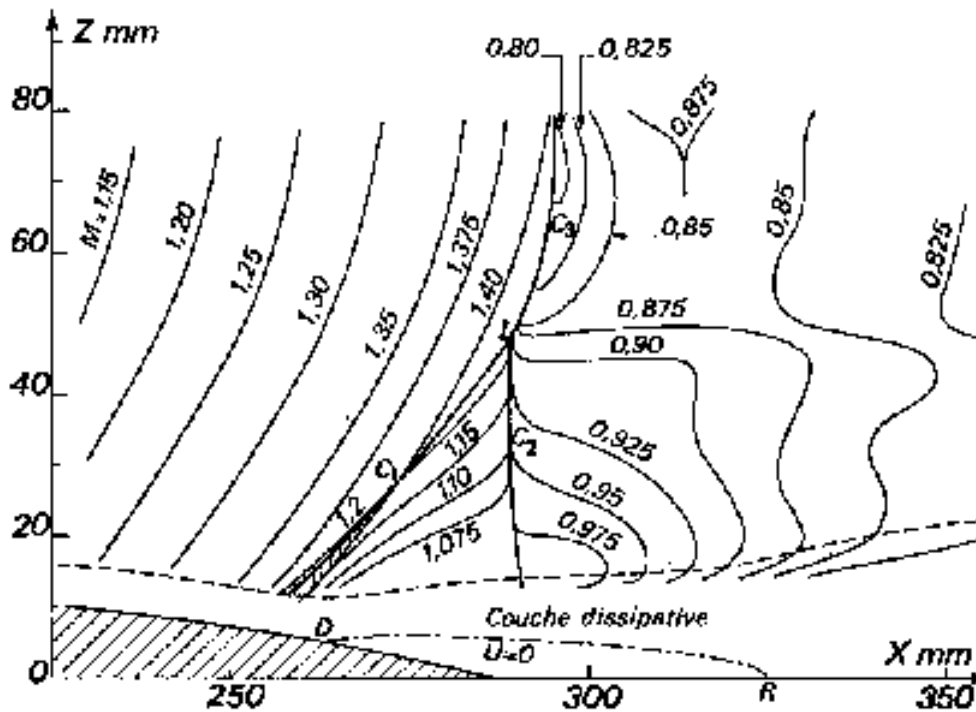 Z mm
0,80
0,825
80
60
40
20
0
M=1,15
1,20
1,25
1,30
1,35
1,375
1,40
0,875
0,85
0,85
0,825
C3
0,875
0,90
I
C1
C2
1,2
1,15
1,10
1,075
0,925
0,95
0,975
D
Couche dissipative
U=0
X mm
250
300
R
350